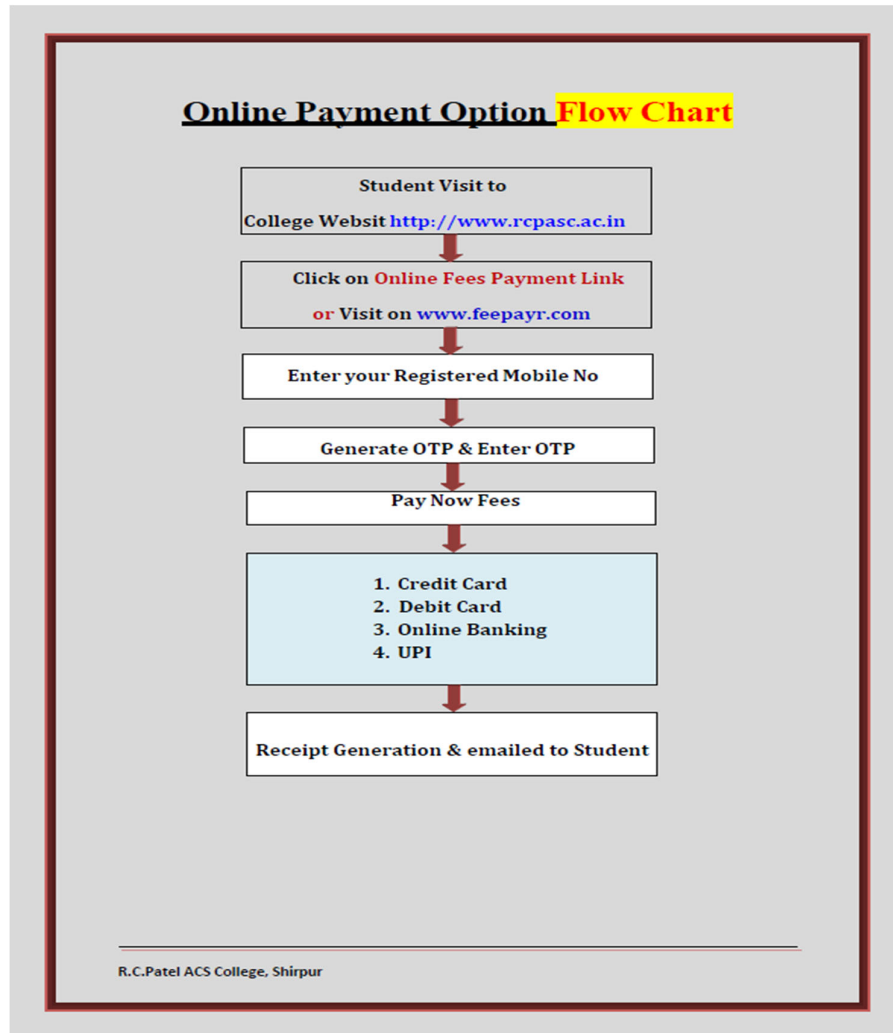 Online Payment Option Flow Chart
Student Visit to
College Websit http://www.rcpasc.ac.in
Click on Online Fees Payment Link
or Visit on www.feepayr.com
Enter your Registered Mobile No
Generate OTP & Enter OTP
Pay Now Fees
1. Credit Card
2. Debit Card
3. Online Banking
4. UPI
Receipt Generation & emailed to Student
R.C.Patel ACS College, Shirpur